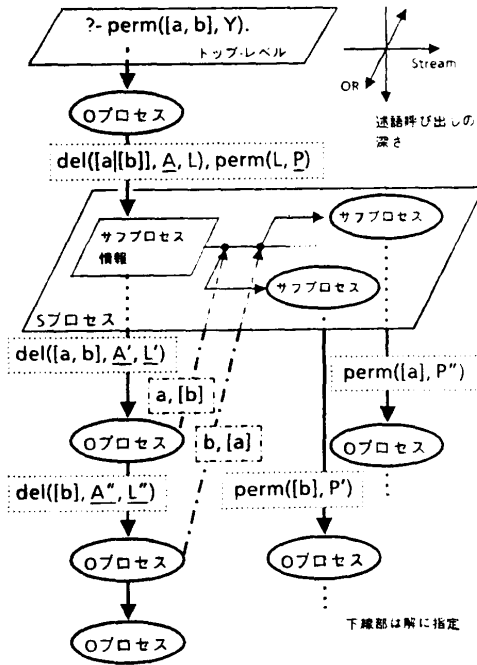 ?- perm([a, b], Y).
トップ・レベル
Stream
OR
述語呼び出しの
深さ
Oプロセス
del([a|[b]], A, L), perm(L, P)
サブプロセス
情報
サブプロセス
サブプロセス
Sプロセス
del([a, b], A', L')
perm([a], P")
a, [b]
b, [a]
Oプロセス
Oプロセス
del([b], A", L")
perm([b], P')
Oプロセス
Oプロセス
下線部は解に指定
Oプロセス